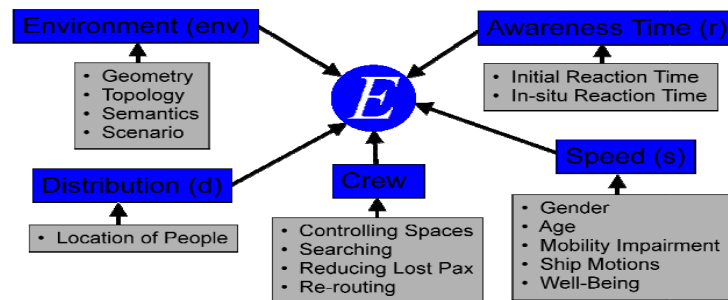 Environment (env)
• Geometry
• Topology
• Semantics
• Scenario
Awareness Time (r)
• Initial Reaction Time
• In-situ Reaction Time
E
Distribution (d)
• Location of People
Crew
• Controlling Spaces
• Searching
• Reducing Lost Pax
• Re-routing
Speed (s)
• Gender
• Age
• Mobility Impairment
• Ship Motions
• Well-Being